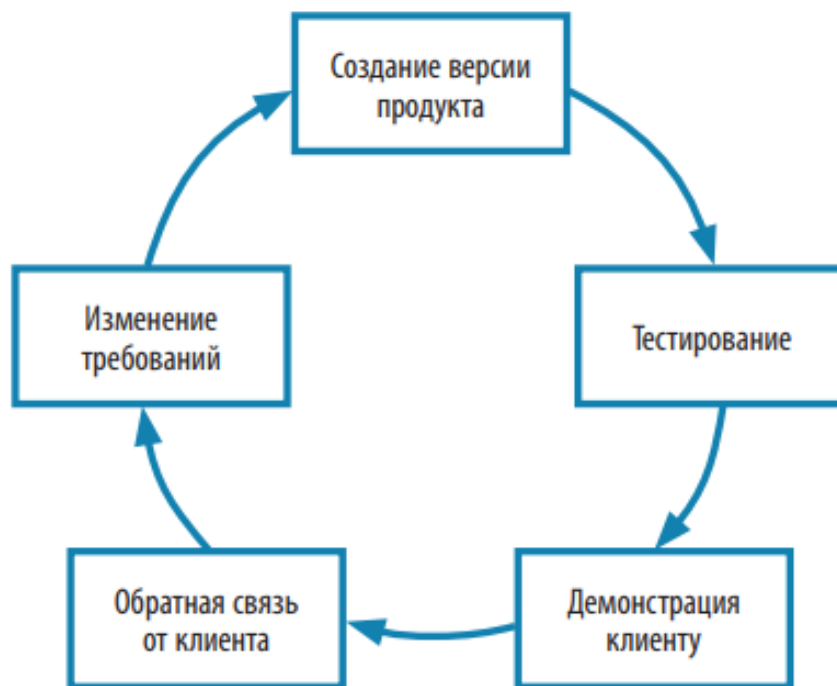 Создание версии
продукта
Тестирование
Демонстрация
клиенту
Обратная связь
от клиента
Изменение
требований